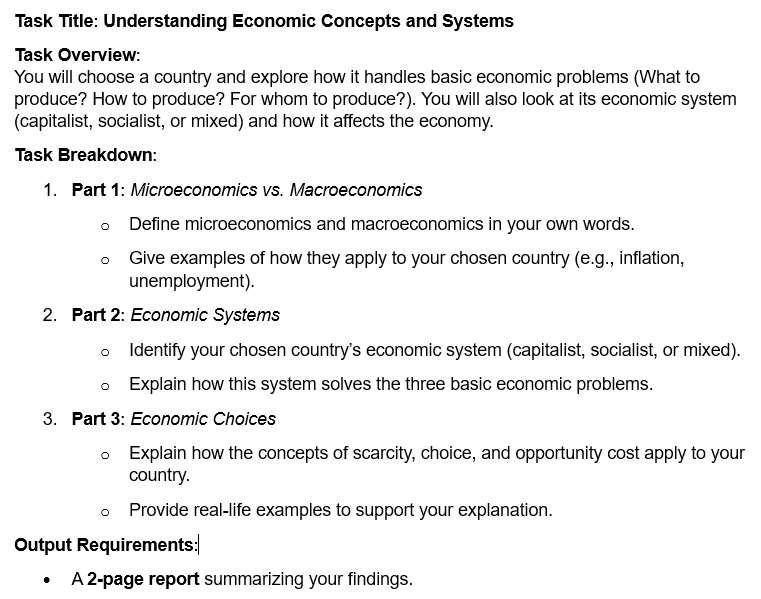 Task Title: Understanding Economic Concepts and Systems
Task Overview:
You will choose a country and explore how it handles basic economic problems (What to
produce? How to produce? For whom to produce?). You will also look at its economic system
(capitalist, socialist, or mixed) and how it affects the economy.
Task Breakdown:
1. Part 1: Microeconomics vs. Macroeconomics
○ Define microeconomics and macroeconomics in your own words.
○ Give examples of how they apply to your chosen country (e.g., inflation,
unemployment).
2. Part 2: Economic Systems
○ Identify your chosen country’s economic system (capitalist, socialist, or mixed).
○ Explain how this system solves the three basic economic problems.
3. Part 3: Economic Choices
○ Explain how the concepts of scarcity, choice, and opportunity cost apply to your
country.
○ Provide real-life examples to support your explanation.
Output Requirements:
• A 2-page report summarizing your findings.